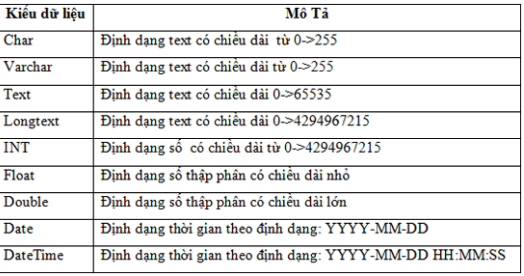 Kiểu dữ liệu Mô Tả
Char Định dạng text có chiều dài từ 0->255
Varchar Định dạng text có chiều dài từ 0->255
Text Định dạng text có chiều dài 0->65535
Longtext Định dạng text có chiều dài 0->4294967215
INT Định dạng số có chiều dài từ 0->4294967215
Float Định dạng số thập phân có chiều dài nhỏ
Double Định dạng số thập phân có chiều dài lớn
Date Định dạng thời gian theo định dạng: YYYY-MM-DD
DateTime Định dạng thời gian theo định dạng: YYYY-MM-DD HH:MM:SS